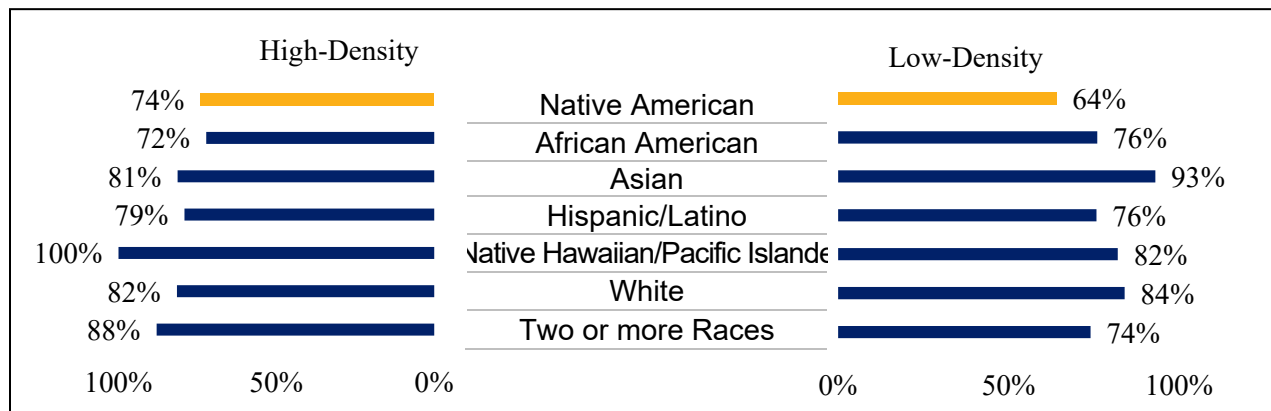 High-Density Low-Density
74% Native American 64%
72% African American 76%
81% Asian 93%
79% Hispanic/Latino 76%
100% Native Hawaiian/Pacific Islande 82%
82% White 84%
88% Two or more Races 74%
100% 50% 0% 0% 50% 100%